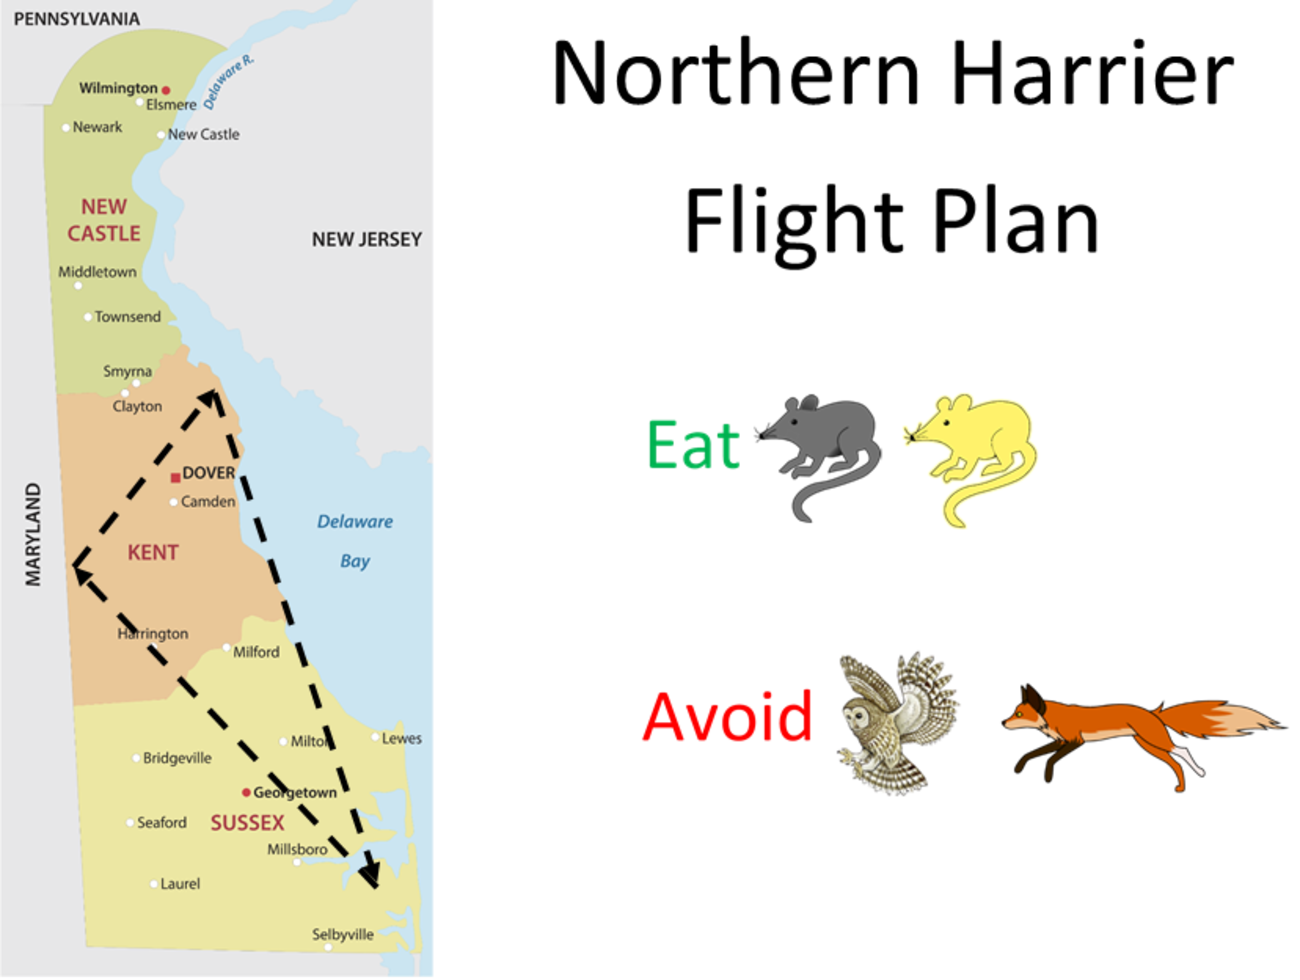 PENNSYLVANIA
Wilmington
Elsmere
Delaware R.
Newark
New Castle
NEW
CASTLE
NEW JERSEY
Middletown
Townsend
Smyrna
Clayton
DOVER
Camden
MARYLAND
KENT
Delaware
Bay
Harrington
Milford
Milton
Lewes
Bridgeville
Georgetown
Seaford
SUSSEX
Millsboro
Laurel
Selbyville
Northern Harrier
Flight Plan
Eat
Avoid